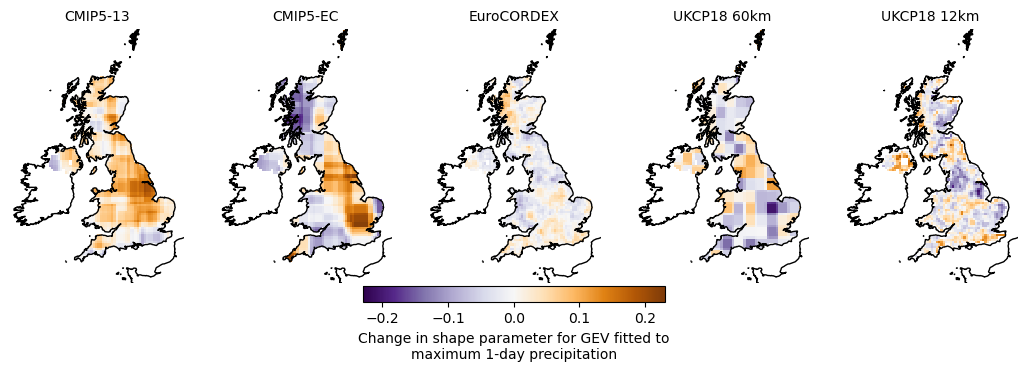 CMIP5-13
CMIP5-EC
EuroCORDEX
UKCP18 60km
UKCP18 12km
−0.2
−0.1
0.0
0.1
0.2
Change in shape parameter for GEV fitted to
maximum 1-day precipitation